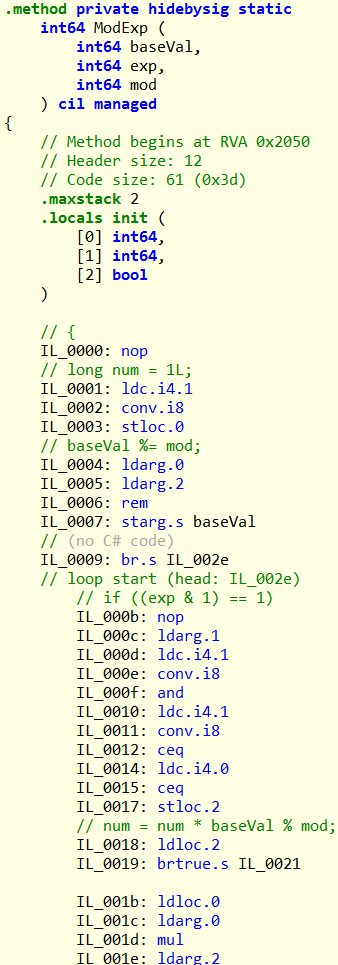 .method private hidebysig static
int64 ModExp (
int64 baseVal,
int64 exp,
int64 mod
) cil managed
{
// Method begins at RVA 0x2050
// Header size: 12
// Code size: 61 (0x3d)
.maxstack 2
.locals init (
[0] int64,
[1] int64,
[2] bool
)
// {
IL_0000: nop
// long num = 1L;
IL_0001: ldc.i4.1
IL_0002: conv.i8
IL_0003: stloc.0
// baseVal %= mod;
IL_0004: ldarg.0
IL_0005: ldarg.2
IL_0006: rem
IL_0007: starg.s baseVal
// (no C# code)
IL_0009: br.s IL_002e
// loop start (head: IL_002e)
// if ((exp & 1) == 1)
IL_000b: nop
IL_000c: ldarg.1
IL_000d: ldc.i4.1
IL_000e: conv.i8
IL_000f: and
IL_0010: ldc.i4.1
IL_0011: conv.i8
IL_0012: ceq
IL_0014: ldc.i4.0
IL_0015: ceq
IL_0017: stloc.2
// num = num * baseVal % mod;
IL_0018: ldloc.2
IL_0019: brtrue.s IL_0021
IL_001b: ldloc.0
IL_001c: ldarg.0
IL_001d: mul
IL_001e: ldarg.2